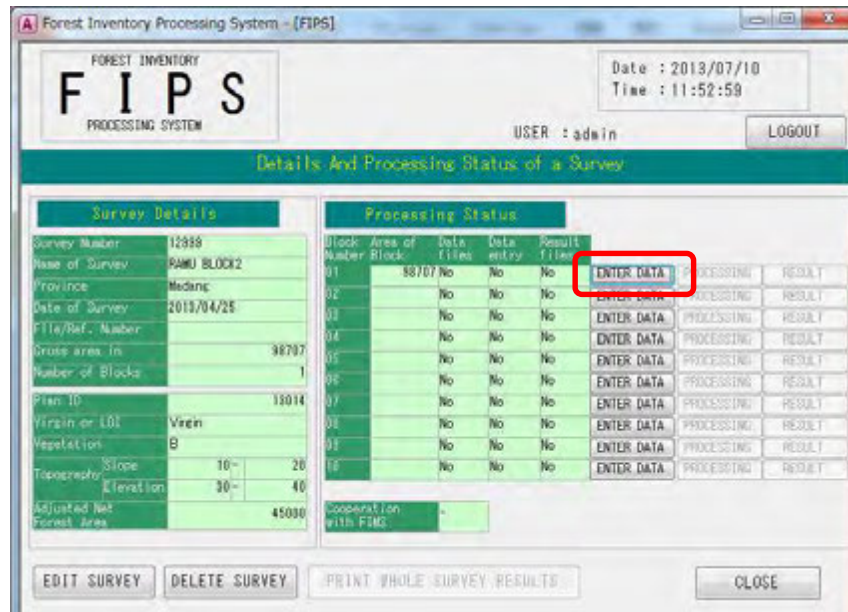 Forest Inventory Processing System - [FIPS]
FOREST INVENTORY
F I P S
PROCESSING SYSTEM
Date : 2013/07/10
Time : 11:52:59
USER : admin
LOGOUT
Details And Processing Status of a Survey
Survey Details
Survey Number 12999
Name of Survey RAMU BLOCK2
Province Madang
Date of Survey 2013/04/25
File/Ref. Number
Gross area in 98707
Number of Blocks 1
Plan ID 13014
Virgin or LOI Virgin
Vegetation B
Topography Slope 10- 20
Elevation 30- 40
Adjusted Net Forest Area 45000
Processing Status
Block Number Area of Block Data files Data entry Result files
01 98707 No No No ENTER DATA PROCESSING RESULT
02 No No No ENTER DATA PROCESSING RESULT
03 No No No ENTER DATA PROCESSING RESULT
04 No No No ENTER DATA PROCESSING RESULT
05 No No No ENTER DATA PROCESSING RESULT
06 No No No ENTER DATA PROCESSING RESULT
07 No No No ENTER DATA PROCESSING RESULT
08 No No No ENTER DATA PROCESSING RESULT
09 No No No ENTER DATA PROCESSING RESULT
10 No No No ENTER DATA PROCESSING RESULT
Cooperation with FIMS -
EDIT SURVEY
DELETE SURVEY
PRINT WHOLE SURVEY RESULTS
CLOSE